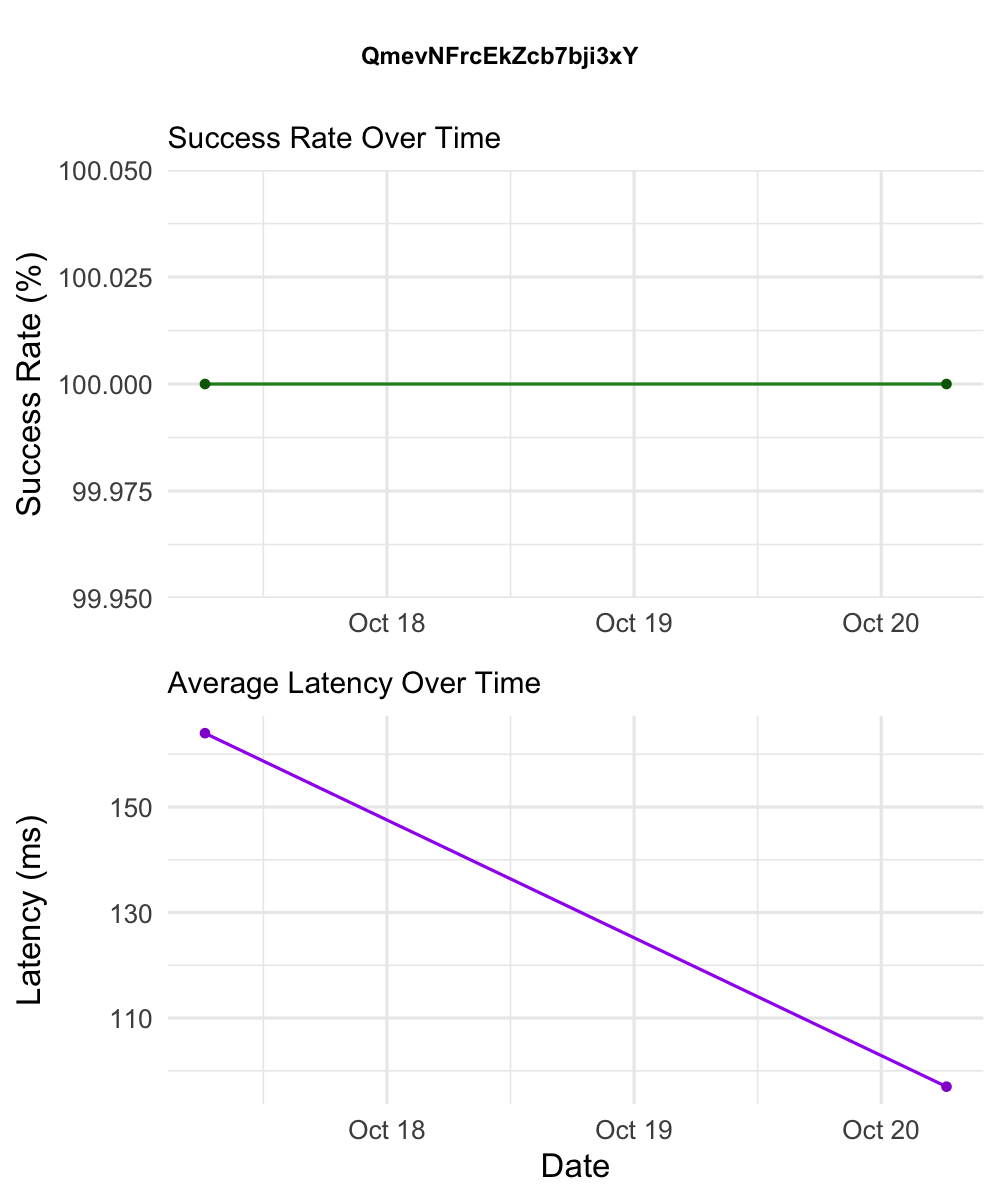 QmevNFrcEkZcb7bji3xY
Success Rate Over Time
Success Rate (%)
100.050
100.025
100.000
99.975
99.950
Oct 18 Oct 19 Oct 20
Average Latency Over Time
Latency (ms)
150
130
110
Oct 18 Oct 19 Oct 20
Date